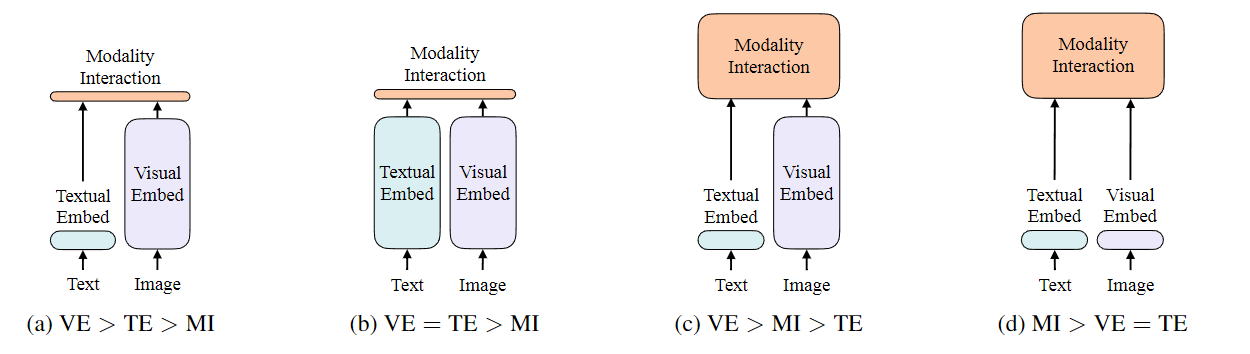 Modality
Interaction
Textual
Embed
Visual
Embed
Text
Image
(a) VE > TE > MI
Modality
Interaction
Textual
Embed
Visual
Embed
Text
Image
(b) VE = TE > MI
Modality
Interaction
Textual
Embed
Visual
Embed
Text
Image
(c) VE > MI > TE
Modality
Interaction
Textual
Embed
Visual
Embed
Text
Image
(d) MI > VE = TE